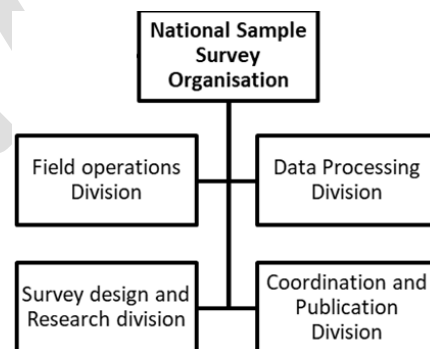 National Sample
Survey
Organisation
Field operations
Division
Data Processing
Division
Survey design and
Research division
Coordination and
Publication
Division